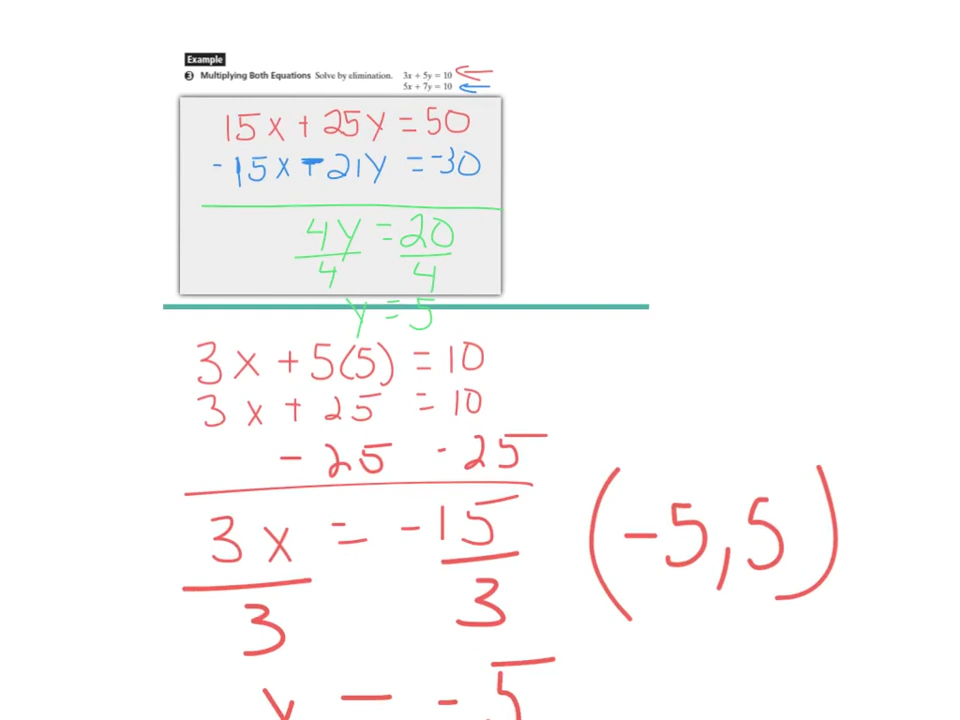 Example
3 Multiplying Both Equations Solve by elimination. 3x + 5y = 10
5x + 7y = 10
15x + 25y = 50
-15x - 21y = -30
4y = 20
4 4
y = 5
3x + 5(5) = 10
3x + 25 = 10
- 25 - 25
3x = -15
3 3
(-5, 5)
x = -5